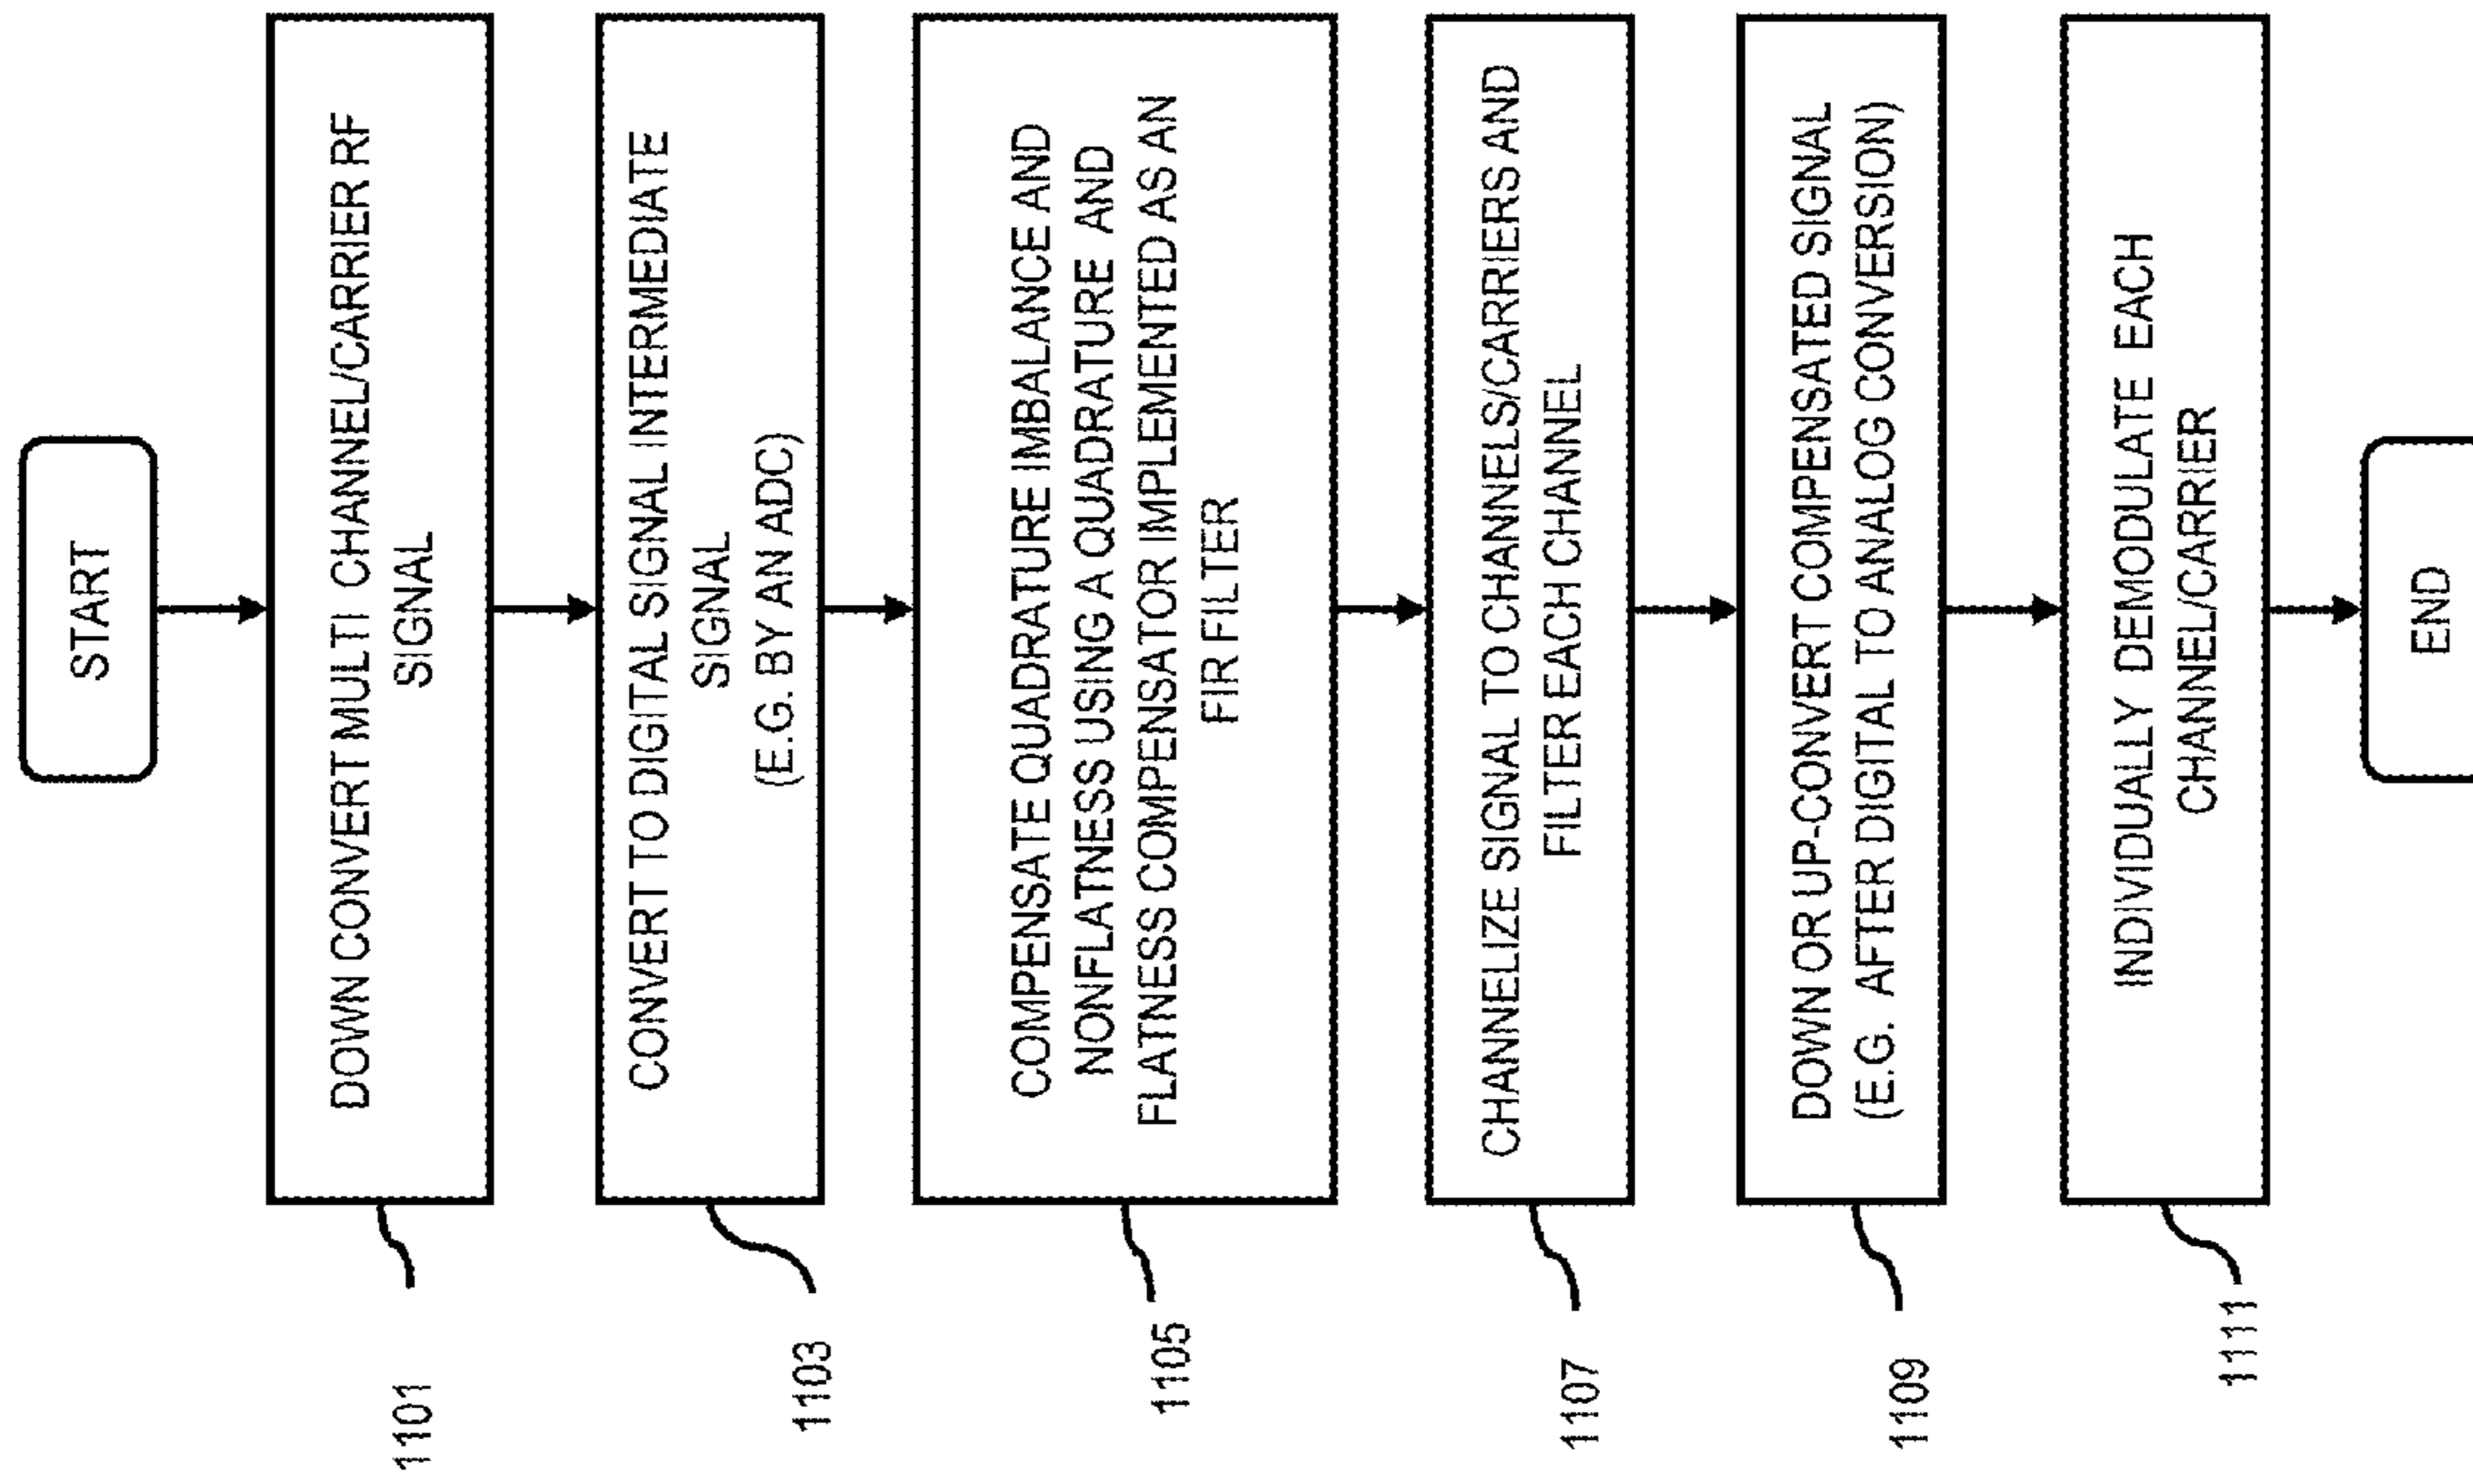 START
DOWN CONVERT MULTI CHANNEL/CARRIER RF
SIGNAL
1101
CONVERT TO DIGITAL SIGNAL INTERMEDIATE
SIGNAL
(E.G. BY AN ADC)
1103
COMPENSATE QUADRATURE IMBALANCE AND
NONFLATNESS USING A QUADRATURE AND
FLATNESS COMPENSATOR IMPLEMENTED AS AN
FIR FILTER
1105
CHANNELIZE SIGNAL TO CHANNELS/CARRIERS AND
FILTER EACH CHANNEL
1107
DOWN OR UP-CONVERT COMPENSATED SIGNAL
(E.G. AFTER DIGITAL TO ANALOG CONVERSION)
1109
INDIVIDUALLY DEMODULATE EACH
CHANNEL/CARRIER
1111
END